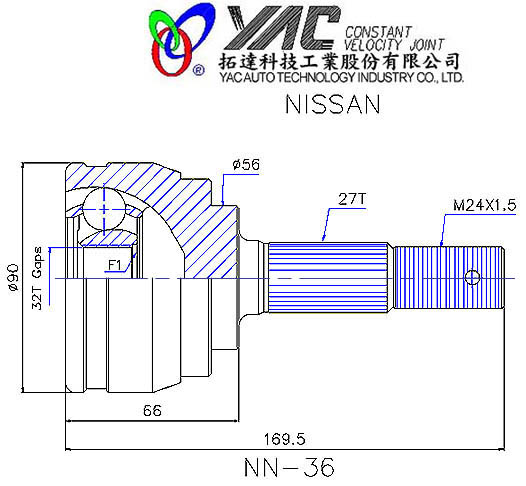 YAC CONSTANT
VELOCITY JOINT
®
拓達科技工業股份有限公司
YAC AUTO TECHNOLOGY INDUSTRY CO., LTD.
NISSAN
ø56
27T
M24X1.5
ø90
32T Gaps
F1
66
169.5
NN-36